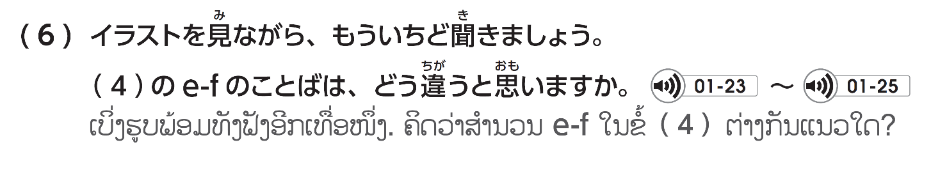 (6) イラストを見ながら、もういちど聞きましょう。
(4)の e-f のことばは、どう違うと思いますか。 01-23 ~ 01-25
ເບິ່ງຮູບພ້ອມທັງຟັງອີກເທື່ອໜຶ່ງ. ຄິດວ່າສຳນວນ e-f ໃນຂໍ້ (4) ຕ່າງກັນແນວໃດ?